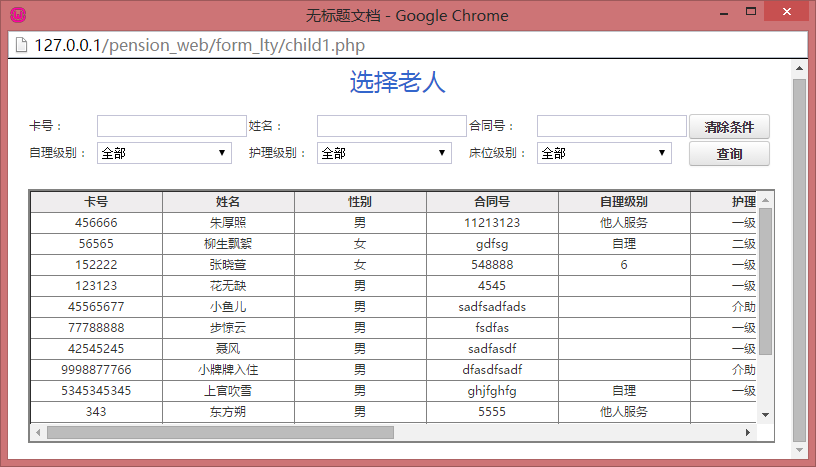 无标题文档 - Google Chrome
127.0.0.1/pension_web/form_lty/child1.php
选择老人
卡号： 姓名： 合同号： 清除条件
自理级别： 全部 护理级别： 全部 床位级别： 全部 查询
卡号 姓名 性别 合同号 自理级别 护理
456666 朱厚照 男 11213123 他人服务 一级
56565 柳生飘絮 女 gdfsg 自理 二级
152222 张晓萱 女 548888 6 一级
123123 花无缺 男 4545 一级
45565677 小鱼儿 男 sadfsadfads 介助
77788888 步惊云 男 fsdfas 一级
42545245 聂风 男 sadfasdf 一级
9998877766 小牌牌入住 男 dfasdfsadf 介助
5345345345 上官吹雪 男 ghjfghfg 自理 一级
343 东方朔 男 5555 他人服务